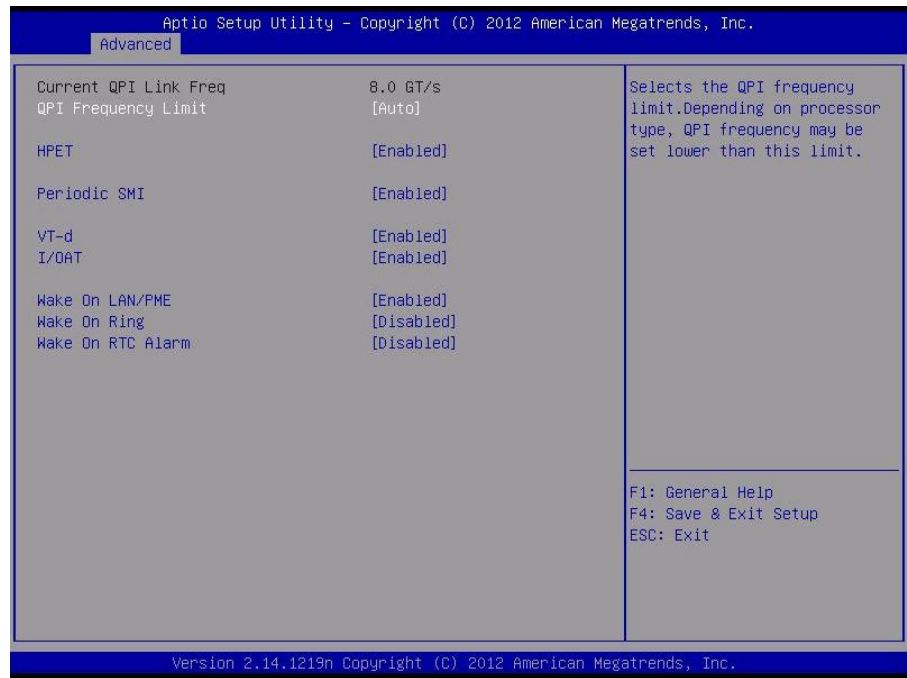 Aptio Setup Utility – Copyright (C) 2012 American Megatrends, Inc.
Advanced
Current QPI Link Freq 8.0 GT/s
QPI Frequency Limit [Auto]
HPET [Enabled]
Periodic SMI [Enabled]
VT-d [Enabled]
I/OAT [Enabled]
Wake On LAN/PME [Enabled]
Wake On Ring [Disabled]
Wake On RTC Alarm [Disabled]
Selects the QPI frequency
limit.Depending on processor
type, QPI frequency may be
set lower than this limit.
F1: General Help
F4: Save & Exit Setup
ESC: Exit
Version 2.14.1219n Copyright (C) 2012 American Megatrends, Inc.